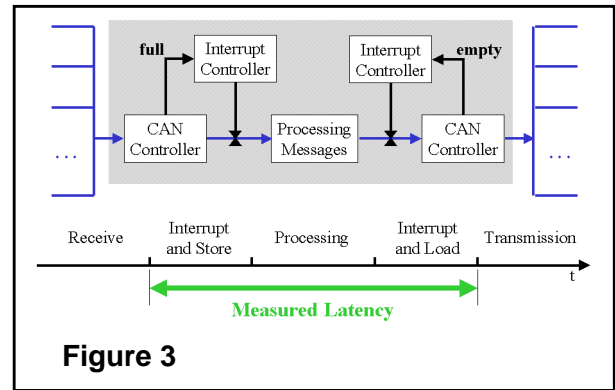 full
Interrupt
Controller
Interrupt
Controller
empty
CAN
Controller
Processing
Messages
CAN
Controller
...
...
Receive
Interrupt
and Store
Processing
Interrupt
and Load
Transmission
t
Measured Latency
Figure 3